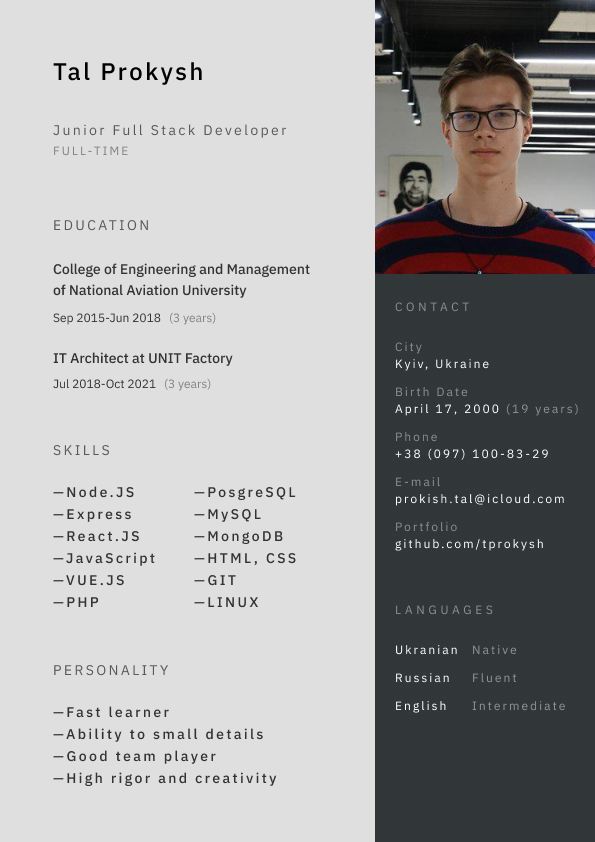 Tal Prokysh
Junior Full Stack Developer
FULL-TIME
EDUCATION
College of Engineering and Management
of National Aviation University
Sep 2015-Jun 2018 (3 years)
IT Architect at UNIT Factory
Jul 2018-Oct 2021 (3 years)
SKILLS
—Node.JS
—Express
—React.JS
—JavaScript
—VUE.JS
—PHP
—PosgreSQL
—MySQL
—MongoDB
—HTML, CSS
—GIT
—LINUX
PERSONALITY
—Fast learner
—Ability to small details
—Good team player
—High rigor and creativity
CONTACT
City
Kyiv, Ukraine
Birth Date
April 17, 2000 (19 years)
Phone
+38 (097) 100-83-29
E-mail
prokish.tal@icloud.com
Portfolio
github.com/tprokysh
LANGUAGES
Ukranian Native
Russian Fluent
English Intermediate